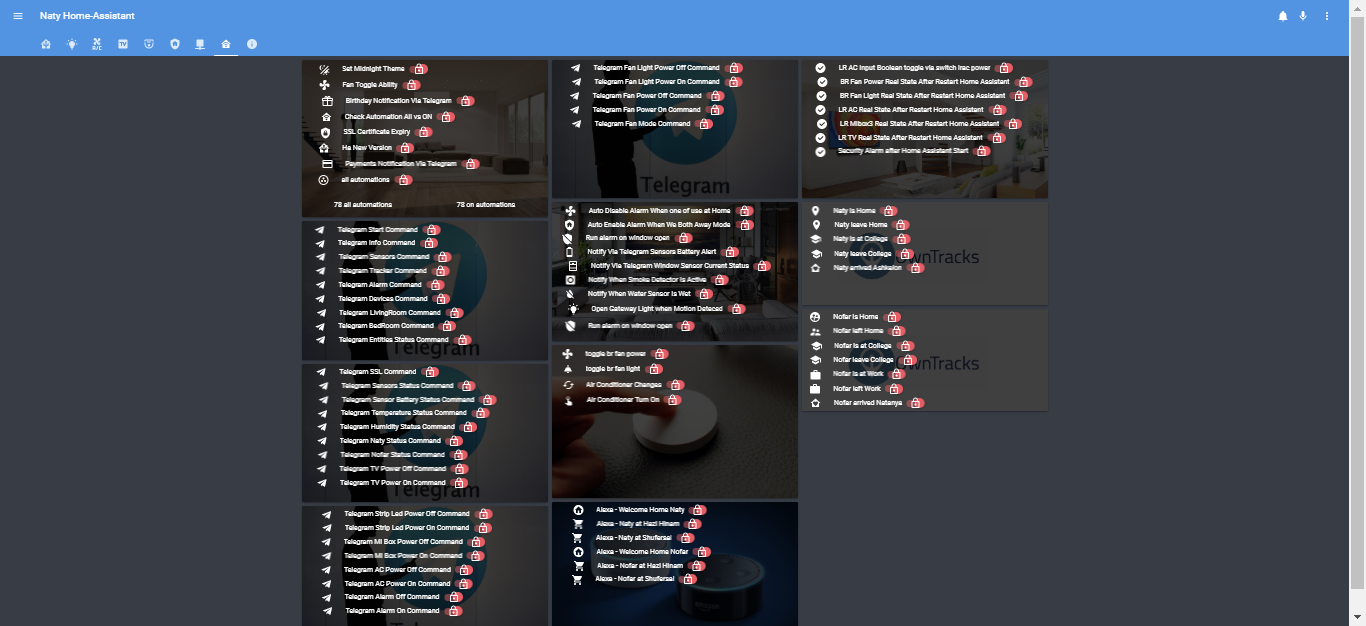 Naty Home-Assistant
R/C
TV
Set Midnight Theme
Fan Toggle Ability
Birthday Notification Via Telegram
Check Automation All vs ON
SSL Certificate Expiry
Ha New Version
Payments Notification Via Telegram
all automations
78 all automations
78 on automations
Telegram Start Command
Telegram Info Command
Telegram Sensors Command
Telegram Tracker Command
Telegram Alarm Command
Telegram Devices Command
Telegram LivingRoom Command
Telegram BedRoom Command
Telegram Entities Status Command
Telegram
Telegram SSL Command
Telegram Sensors Status Command
Telegram Sensor Battery Status Command
Telegram Temperature Status Command
Telegram Humidity Status Command
Telegram Naty Status Command
Telegram Nofar Status Command
Telegram TV Power Off Command
Telegram TV Power On Command
Telegram
Telegram Strip Led Power Off Command
Telegram Strip Led Power On Command
Telegram MI Box Power Off Command
Telegram MI Box Power On Command
Telegram AC Power Off Command
Telegram AC Power On Command
Telegram Alarm Off Command
Telegram Alarm On Command
Telegram Fan Light Power Off Command
Telegram Fan Light Power On Command
Telegram Fan Power Off Command
Telegram Fan Power On Command
Telegram Fan Mode Command
Telegram
Auto Disable Alarm When one of use at Home
Auto Enable Alarm When We Both Away Mode
Run alarm on window open
Notify Via Telegram Sensors Battery Alert
Notify Via Telegram Window Sensor Current Status
Notify When Smoke Detector Is Active
Notify When Water Sensor Is Wet
Open Gateway Light when Motion Deteced
Run alarm on window open
toggle br fan power
toggle br fan light
Air Conditioner Changes
Air Conditioner Turn On
Alexa - Welcome Home Naty
Alexa - Naty at Hazi Hinam
Alexa - Naty at Shufersal
Alexa - Welcome Home Nofar
Alexa - Nofar at Hazi Hinam
Alexa - Nofar at Shufersal
amazon
LR AC Input Boolean toggle via switch lrac power
BR Fan Power Real State After Restart Home Assistant
BR Fan Light Real State After Restart Home Assistant
LR AC Real State After Restart Home Assistant
LR Mibox3 Real State After Restart Home Assistant
LR TV Real State After Restart Home Assistant
Security Alarm after Home Assistant Start
Naty is Home
Naty leave Home
Naty is at College
Naty leave College
Naty arrived Ashkelon
wnTracks
Nofar is Home
Nofar left Home
Nofar is at College
Nofar leave College
Nofar is at Work
Nofar left Work
Nofar arrived Natanya
wnTracks